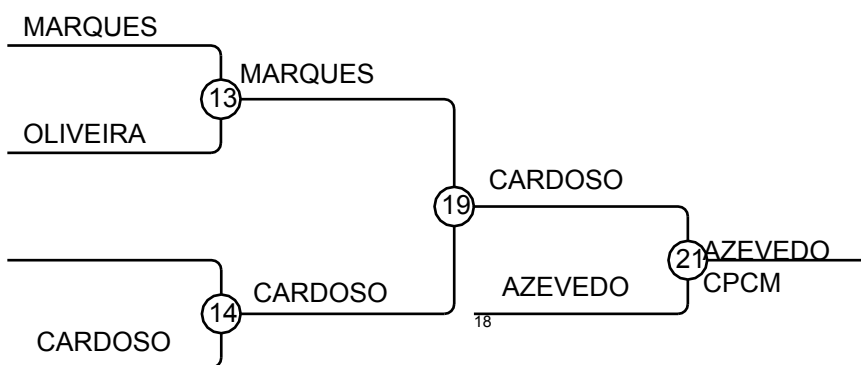 MARQUES
13
MARQUES
OLIVEIRA
19
CARDOSO
21
AZEVEDO
CPCM
AZEVEDO
18
14
CARDOSO
CARDOSO